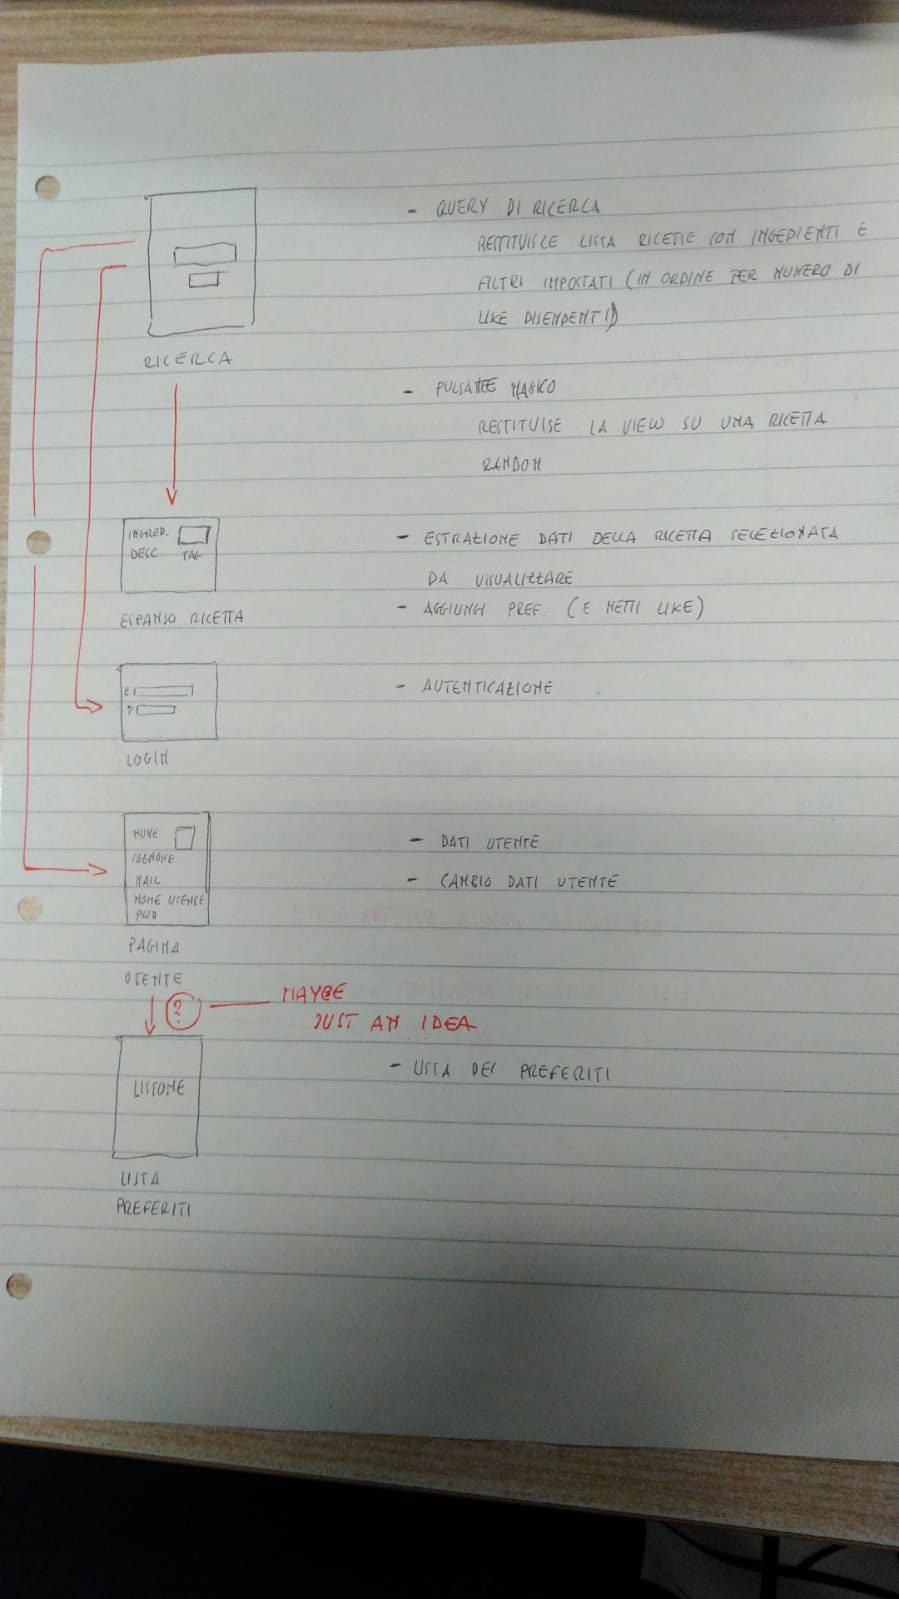 - QUERY DI RICERCA
RESTITUISCE LISTA RICETTE CON INGEDIENTI E
FILTRI IMPOSTATI (IN ORDINE PER NUMERO DI
LIKE DISENDENTI)
RICERCA
- PULSANTE MAGICO
RESTITUISE LA VIEW SU UNA RICETTA
RANDOM
INGRED.
DESC. TAG
ESPANSO RICETTA
- ESTRAZIONE DATI DELLA RICETTA SELEZIONATA
DA VISUALIZZARE
- AGGIUNGI PREF. (E METTI LIKE)
E
P
LOGIN
- AUTENTICAZIONE
NOME
COGNOME
MAIL
NOME UTENTE
PWD
PAGINA
UTENTE
- DATI UTENTE
- CAMBIO DATI UTENTE
?
MAYBE
JUST AN IDEA
LISTONE
LISTA
PREFERITI
- LISTA DEI PREFERITI